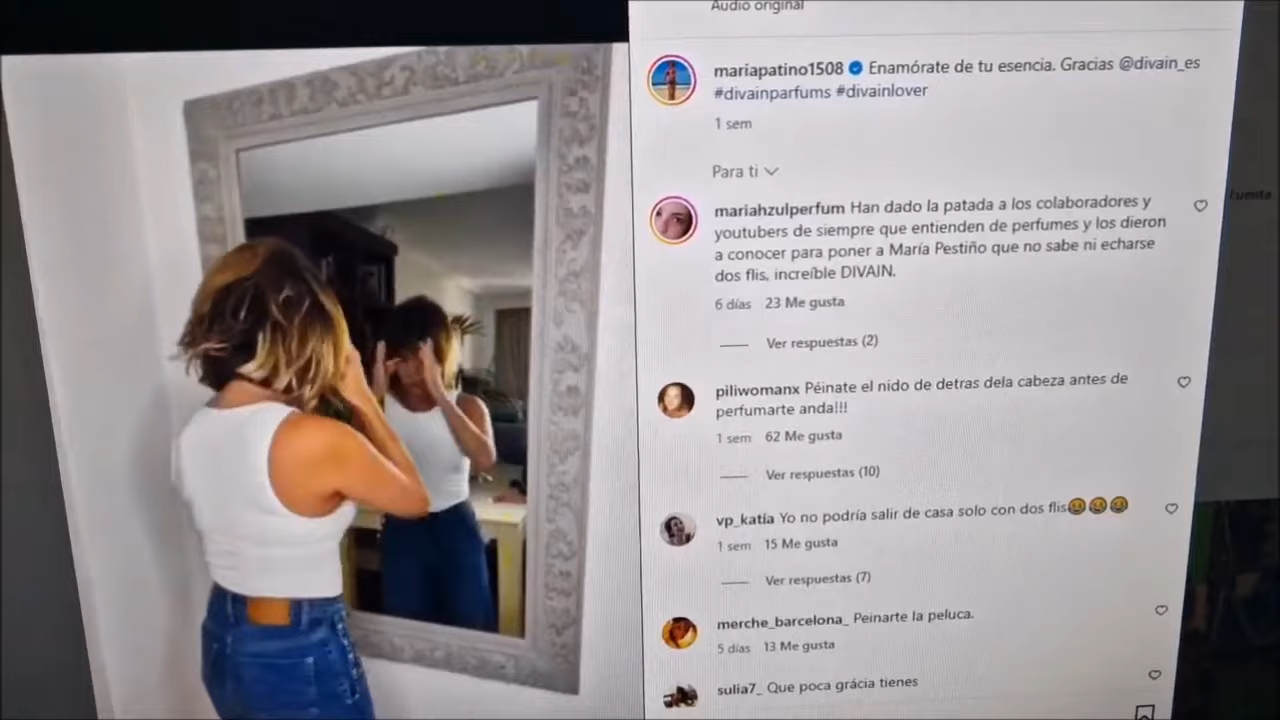 Audio original
mariapatino1508 Enamórate de tu esencia. Gracias @divain_es
#divainparfums #divainlover
1 sem
Para ti
mariahzulperfum Han dado la patada a los colaboradores y
youtubers de siempre que entienden de perfumes y los dieron
a conocer para poner a María Pestiño que no sabe ni echarse
dos flis, increíble DIVAIN.
6 días 23 Me gusta
Ver respuestas (2)
piliwomanx Péinate el nido de detras dela cabeza antes de
perfumarte anda!!!
1 sem 62 Me gusta
Ver respuestas (10)
vp_katia Yo no podría salir de casa solo con dos flis😂😂😂
1 sem 15 Me gusta
Ver respuestas (7)
merche_barcelona_ Peinarte la peluca.
5 días 13 Me gusta
sulia7_ Que poca grácia tienes